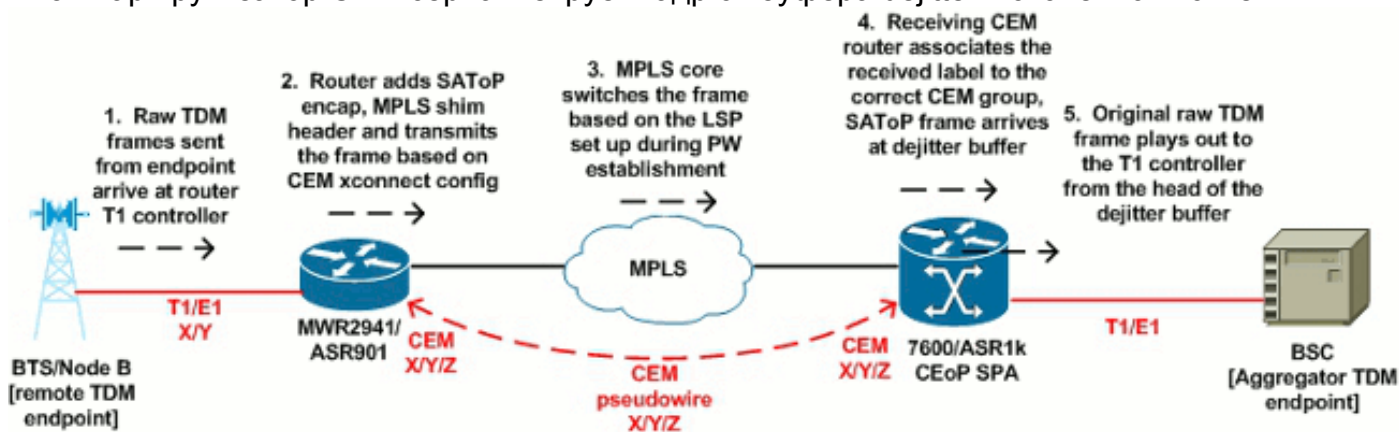 4. Receiving CEM
router associates the
received label to the
correct CEM group,
SAToP frame arrives
at dejitter buffer
3. MPLS core
switches the frame
based on the LSP
set up during PW
establishment
2. Router adds SAToP
encap, MPLS shim
header and transmits
the frame based on
CEM xconnect config
1. Raw TDM
frames sent
from endpoint
arrive at router
T1 controller
5. Original raw TDM
frame plays out to
the T1 controller
from the head of the
dejitter buffer
MPLS
T1/E1
X/Y
MWR2941/
ASR901
CEM
X/Y/Z
CEM
pseudowire
X/Y/Z
CEM
X/Y/Z
7600/ASR1k
CEoP SPA
T1/E1
BTS/Node B
[remote TDM
endpoint]
BSC
[Aggregator TDM
endpoint]